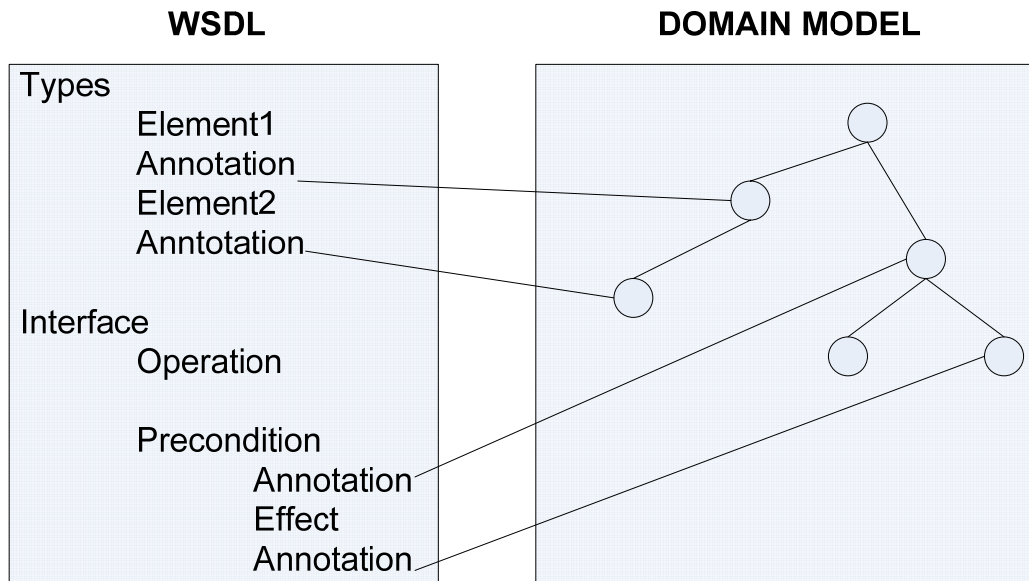 WSDL
DOMAIN MODEL
Types
Element1
Annotation
Element2
Anntotation
Interface
Operation
Precondition
Annotation
Effect
Annotation